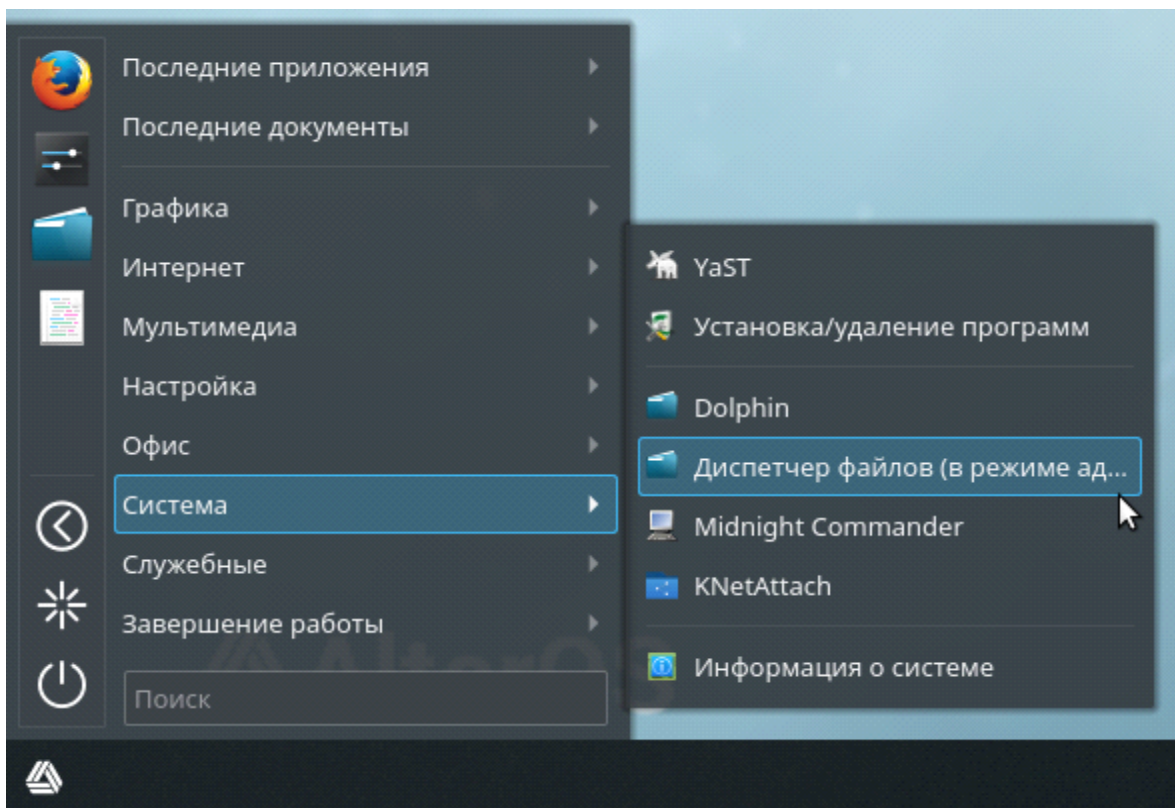 Последние приложения
Последние документы
Графика
Интернет
Мультимедиа
Настройка
Офис
Система
Служебные
Завершение работы
Поиск
YaST
Установка/удаление программ
Dolphin
Диспетчер файлов (в режиме ад...
Midnight Commander
KNetAttach
Информация о системе
AlterOS